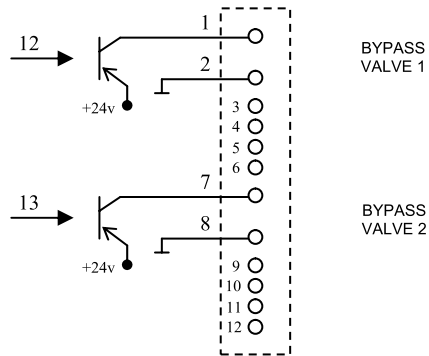 12
1
BYPASS
VALVE 1
2
+24v
3
4
5
6
13
7
BYPASS
VALVE 2
8
+24v
9
10
11
12